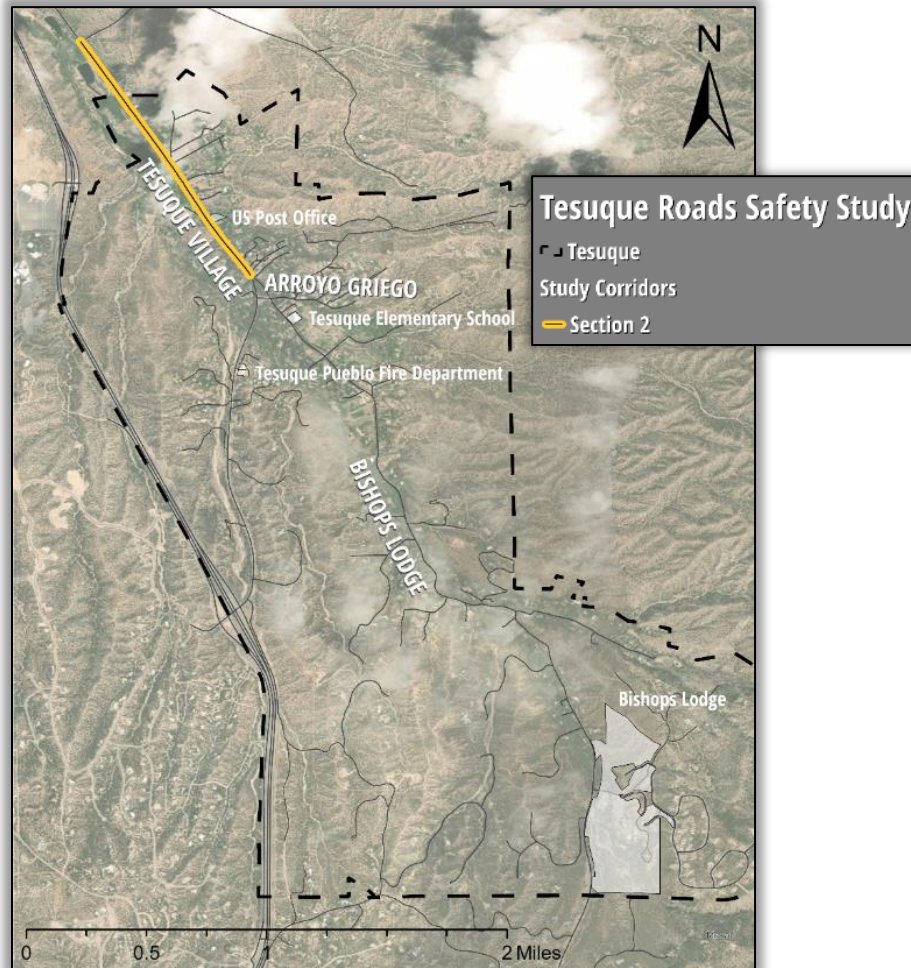 N
Tesuque Roads Safety Study
Tesuque
Study Corridors
Section 2
TESUQUE VILLAGE
US Post Office
ARROYO GRIEGO
Tesuque Elementary School
Tesuque Pueblo Fire Department
BISHOPS LODGE
Bishops Lodge
0 0.5 1 2 Miles